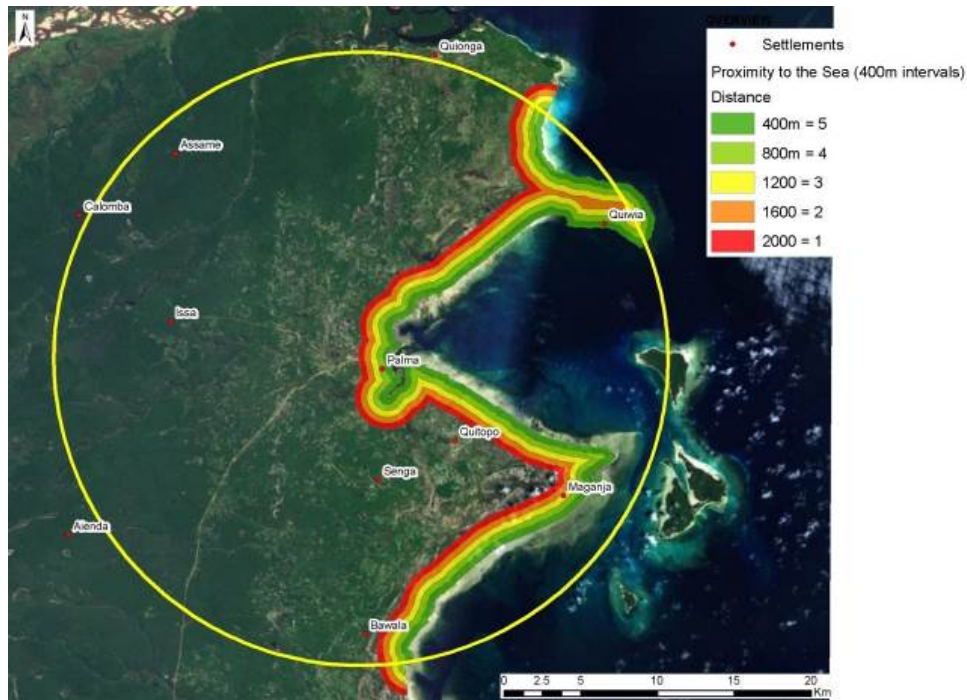 N
OVERVIEW
Settlements
Proximity to the Sea (400m intervals)
Distance
400m = 5
800m = 4
1200 = 3
1600 = 2
2000 = 1
Quionga
Assame
Calomba
Quiwia
Issa
Palma
Quitopo
Senga
Maganja
Aienda
Bawala
0 2.5 5 10 15 20
Km